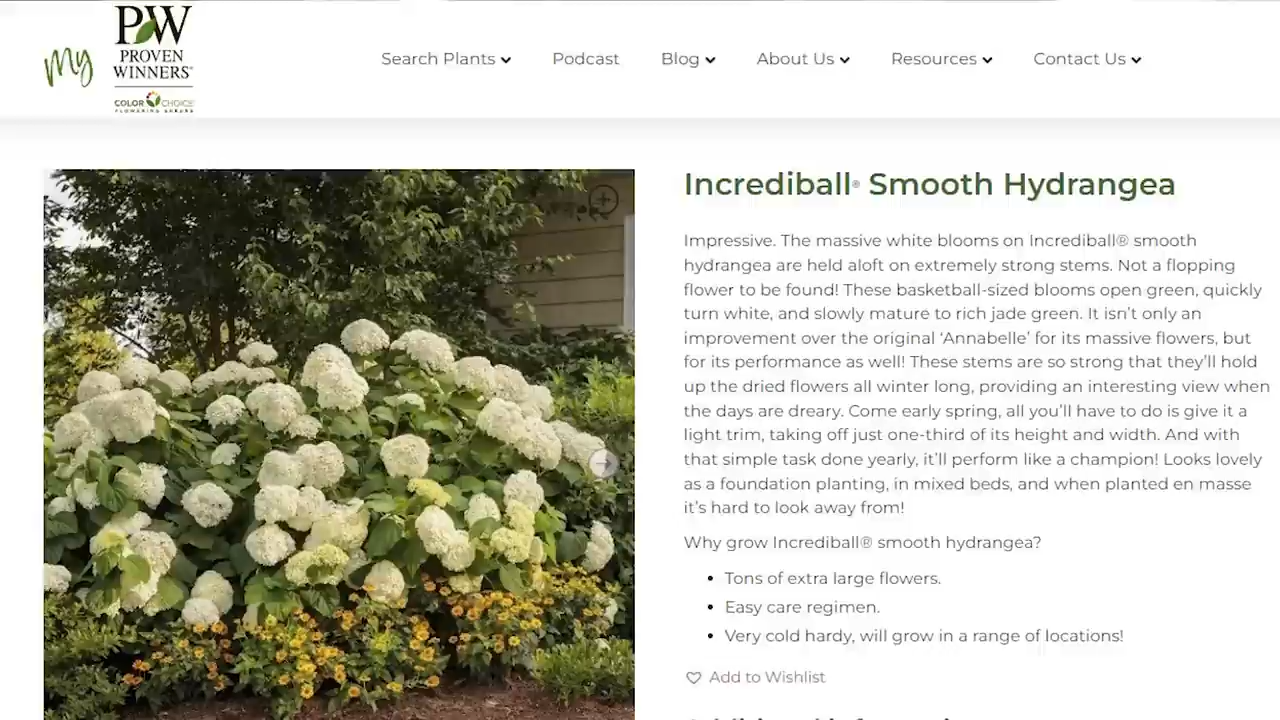 My
PW
PROVEN
WINNERS®
COLOR CHOICE
FLOWERING SHRUBS
Search Plants
Podcast
Blog
About Us
Resources
Contact Us
Incrediball® Smooth Hydrangea
Impressive. The massive white blooms on Incrediball® smooth
hydrangea are held aloft on extremely strong stems. Not a flopping
flower to be found! These basketball-sized blooms open green, quickly
turn white, and slowly mature to rich jade green. It isn’t only an
improvement over the original ‘Annabelle’ for its massive flowers, but
for its performance as well! These stems are so strong that they’ll hold
up the dried flowers all winter long, providing an interesting view when
the days are dreary. Come early spring, all you’ll have to do is give it a
light trim, taking off just one-third of its height and width. And with
that simple task done yearly, it’ll perform like a champion! Looks lovely
as a foundation planting, in mixed beds, and when planted en masse
it’s hard to look away from!
Why grow Incrediball® smooth hydrangea?
• Tons of extra large flowers.
• Easy care regimen.
• Very cold hardy, will grow in a range of locations!
Add to Wishlist